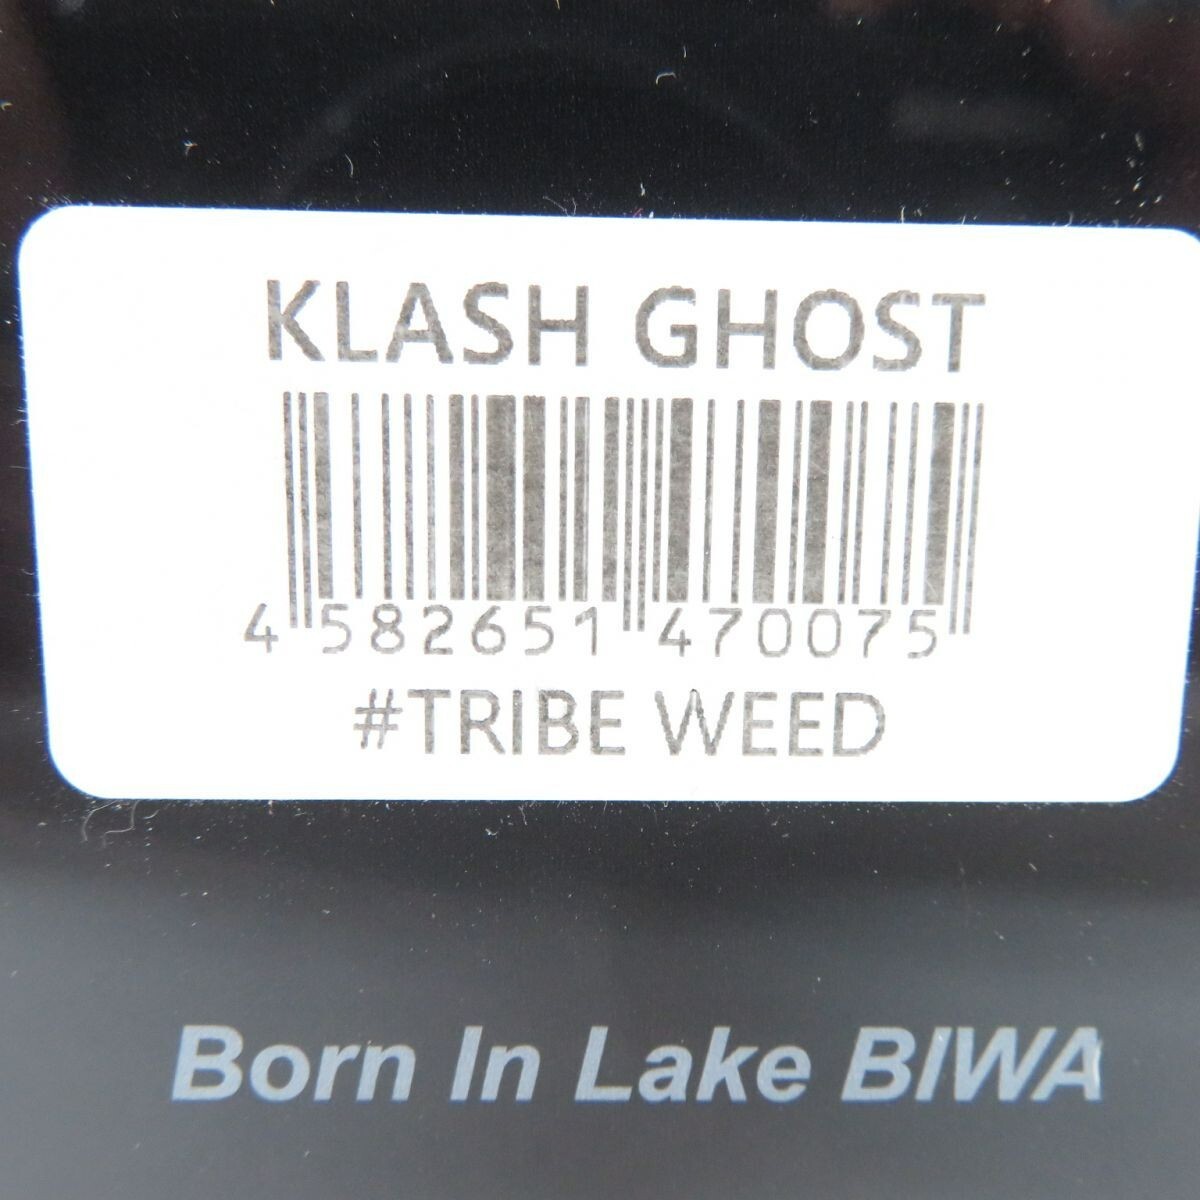 KLASH GHOST
4 582651 470075
#TRIBE WEED
Born In Lake BIWA